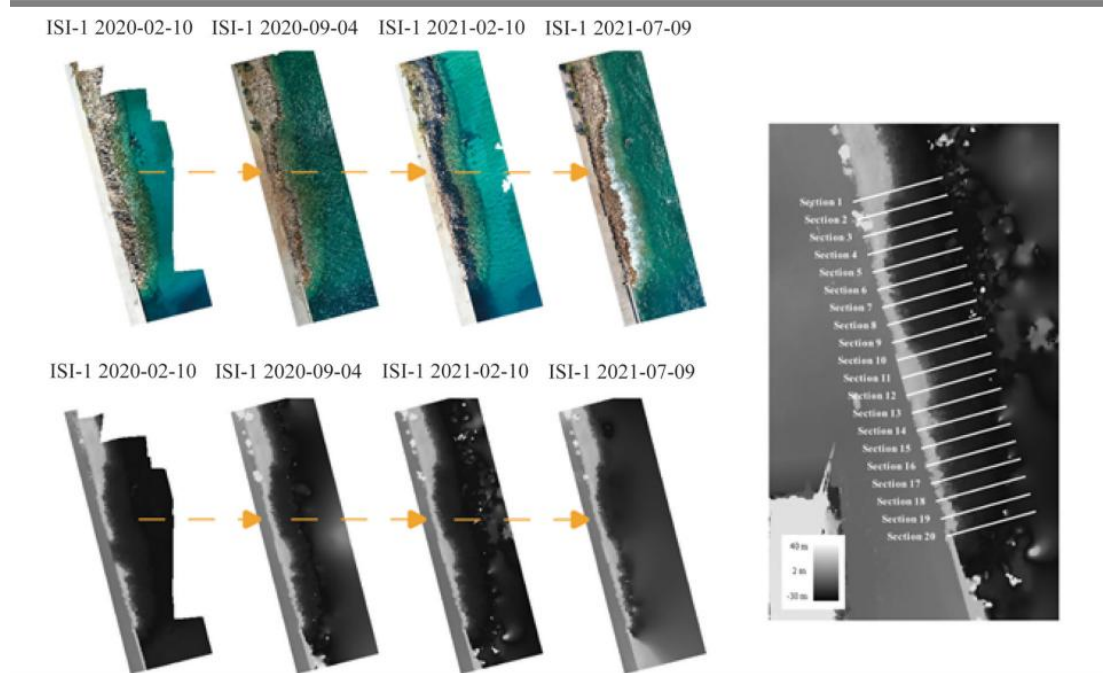 ISI-1 2020-02-10
ISI-1 2020-09-04
ISI-1 2021-02-10
ISI-1 2021-07-09
ISI-1 2020-02-10
ISI-1 2020-09-04
ISI-1 2021-02-10
ISI-1 2021-07-09
Section 1
Section 2
Section 3
Section 4
Section 5
Section 6
Section 7
Section 8
Section 9
Section 10
Section 11
Section 12
Section 13
Section 14
Section 15
Section 16
Section 17
Section 18
Section 19
Section 20
40 m
2 m
-30 m